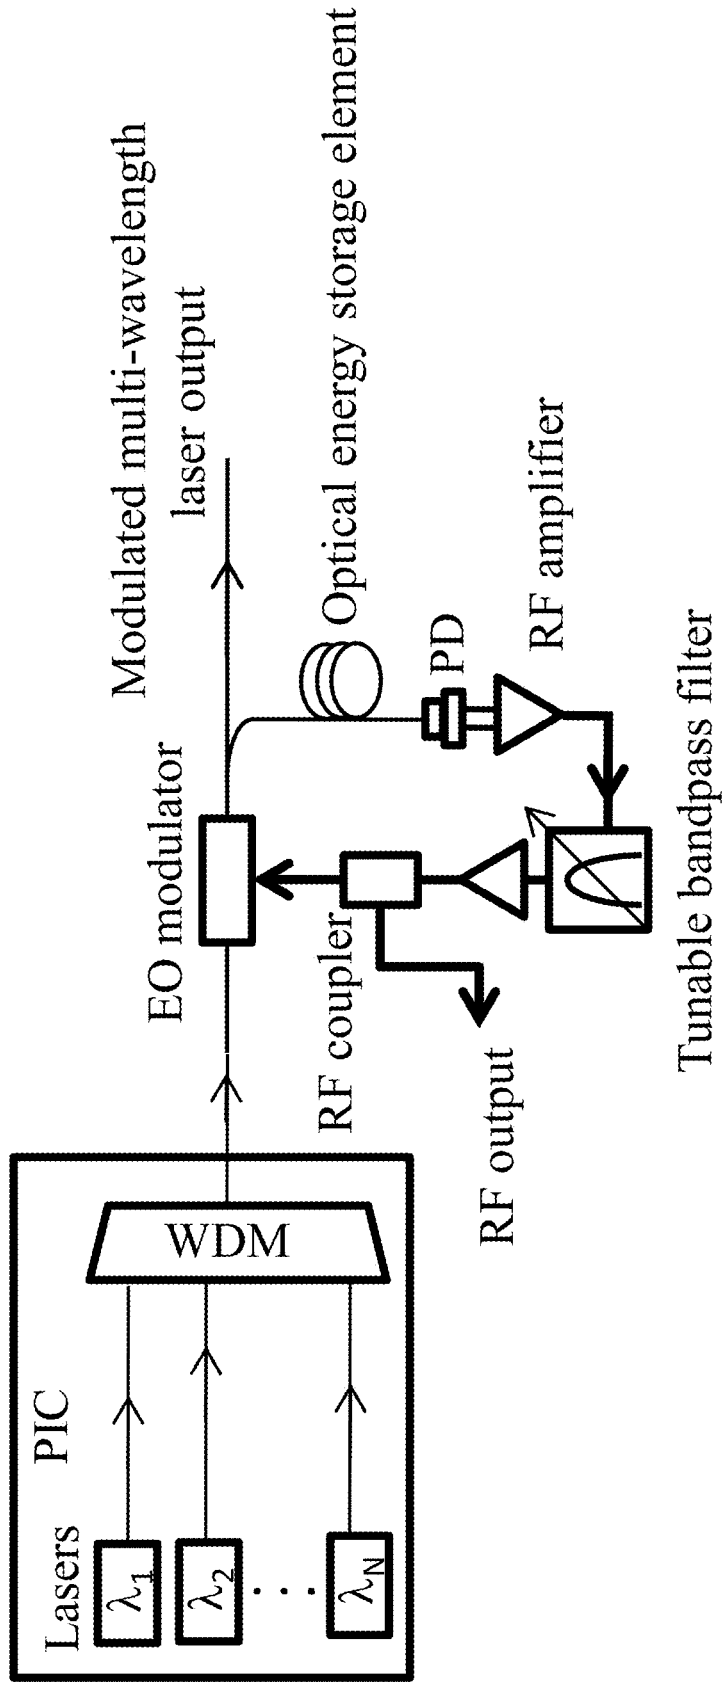 Lasers
PIC
λ1
λ2
λN
WDM
EO modulator
Modulated multi-wavelength
laser output
Optical energy storage element
PD
RF amplifier
RF coupler
RF output
Tunable bandpass filter